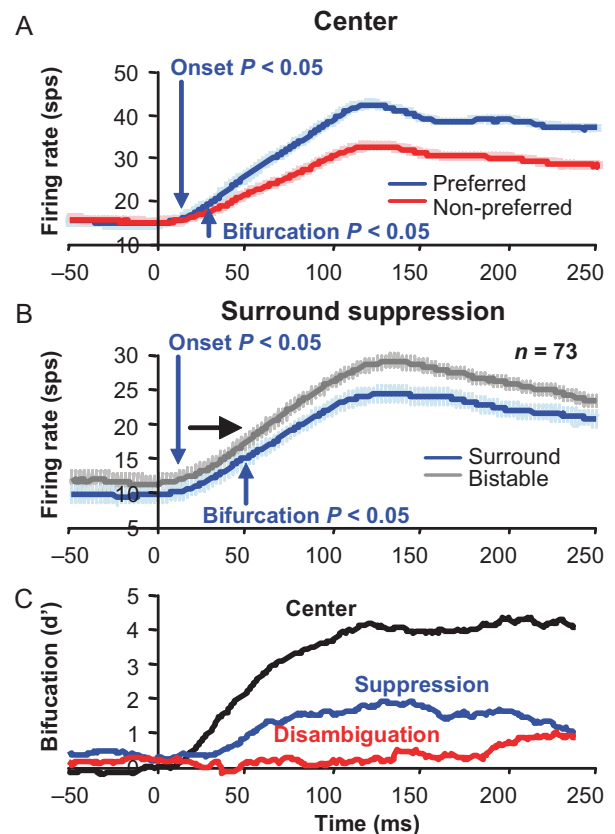 A
Center
Onset P < 0.05
Firing rate (sps)
50
40
30
20
10
Preferred
Non-preferred
Bifurcation P < 0.05
–50 0 50 100 150 200 250
B
Surround suppression
Onset P < 0.05
n = 73
Firing rate (sps)
30
25
20
15
10
5
Surround
Bistable
Bifurcation P < 0.05
–50 0 50 100 150 200 250
C
Bifucation (d’)
5
4
3
2
1
0
Center
Suppression
Disambiguation
–50 0 50 100 150 200 250
Time (ms)